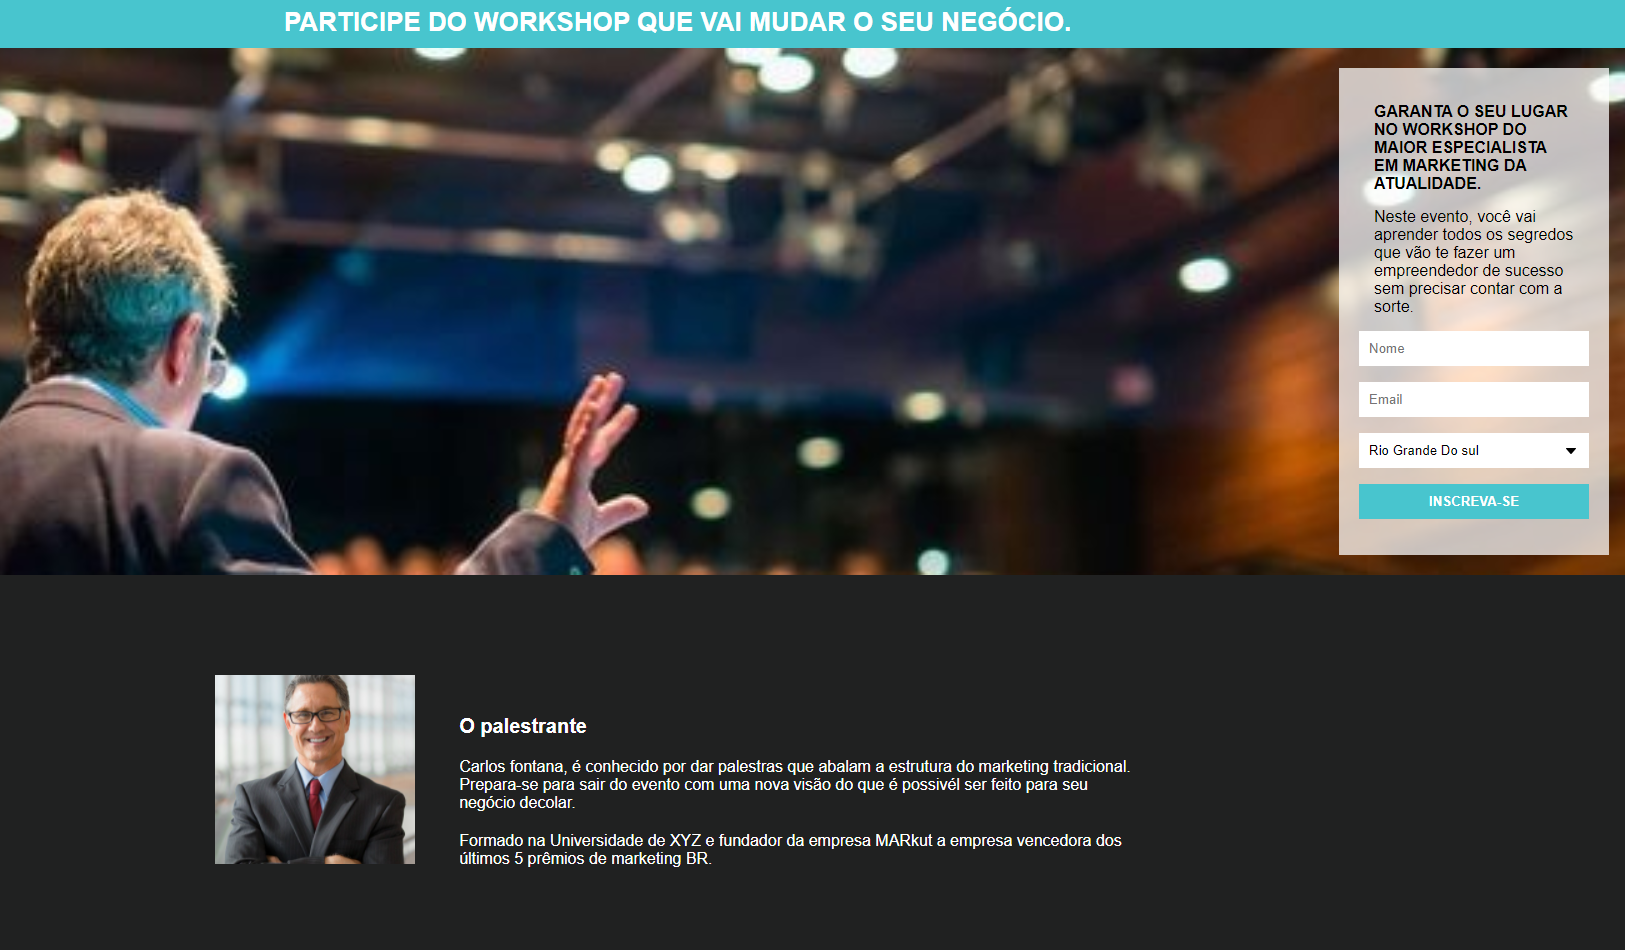 PARTICIPE DO WORKSHOP QUE VAI MUDAR O SEU NEGÓCIO.
GARANTA O SEU LUGAR
NO WORKSHOP DO
MAIOR ESPECIALISTA
EM MARKETING DA
ATUALIDADE.
Neste evento, você vai
aprender todos os segredos
que vão te fazer um
empreendedor de sucesso
sem precisar contar com a
sorte.
Nome
Email
Rio Grande Do sul
INSCREVA-SE
O palestrante
Carlos fontana, é conhecido por dar palestras que abalam a estrutura do marketing tradicional.
Prepara-se para sair do evento com uma nova visão do que é possivél ser feito para seu
negócio decolar.
Formado na Universidade de XYZ e fundador da empresa MARkut a empresa vencedora dos
últimos 5 prêmios de marketing BR.